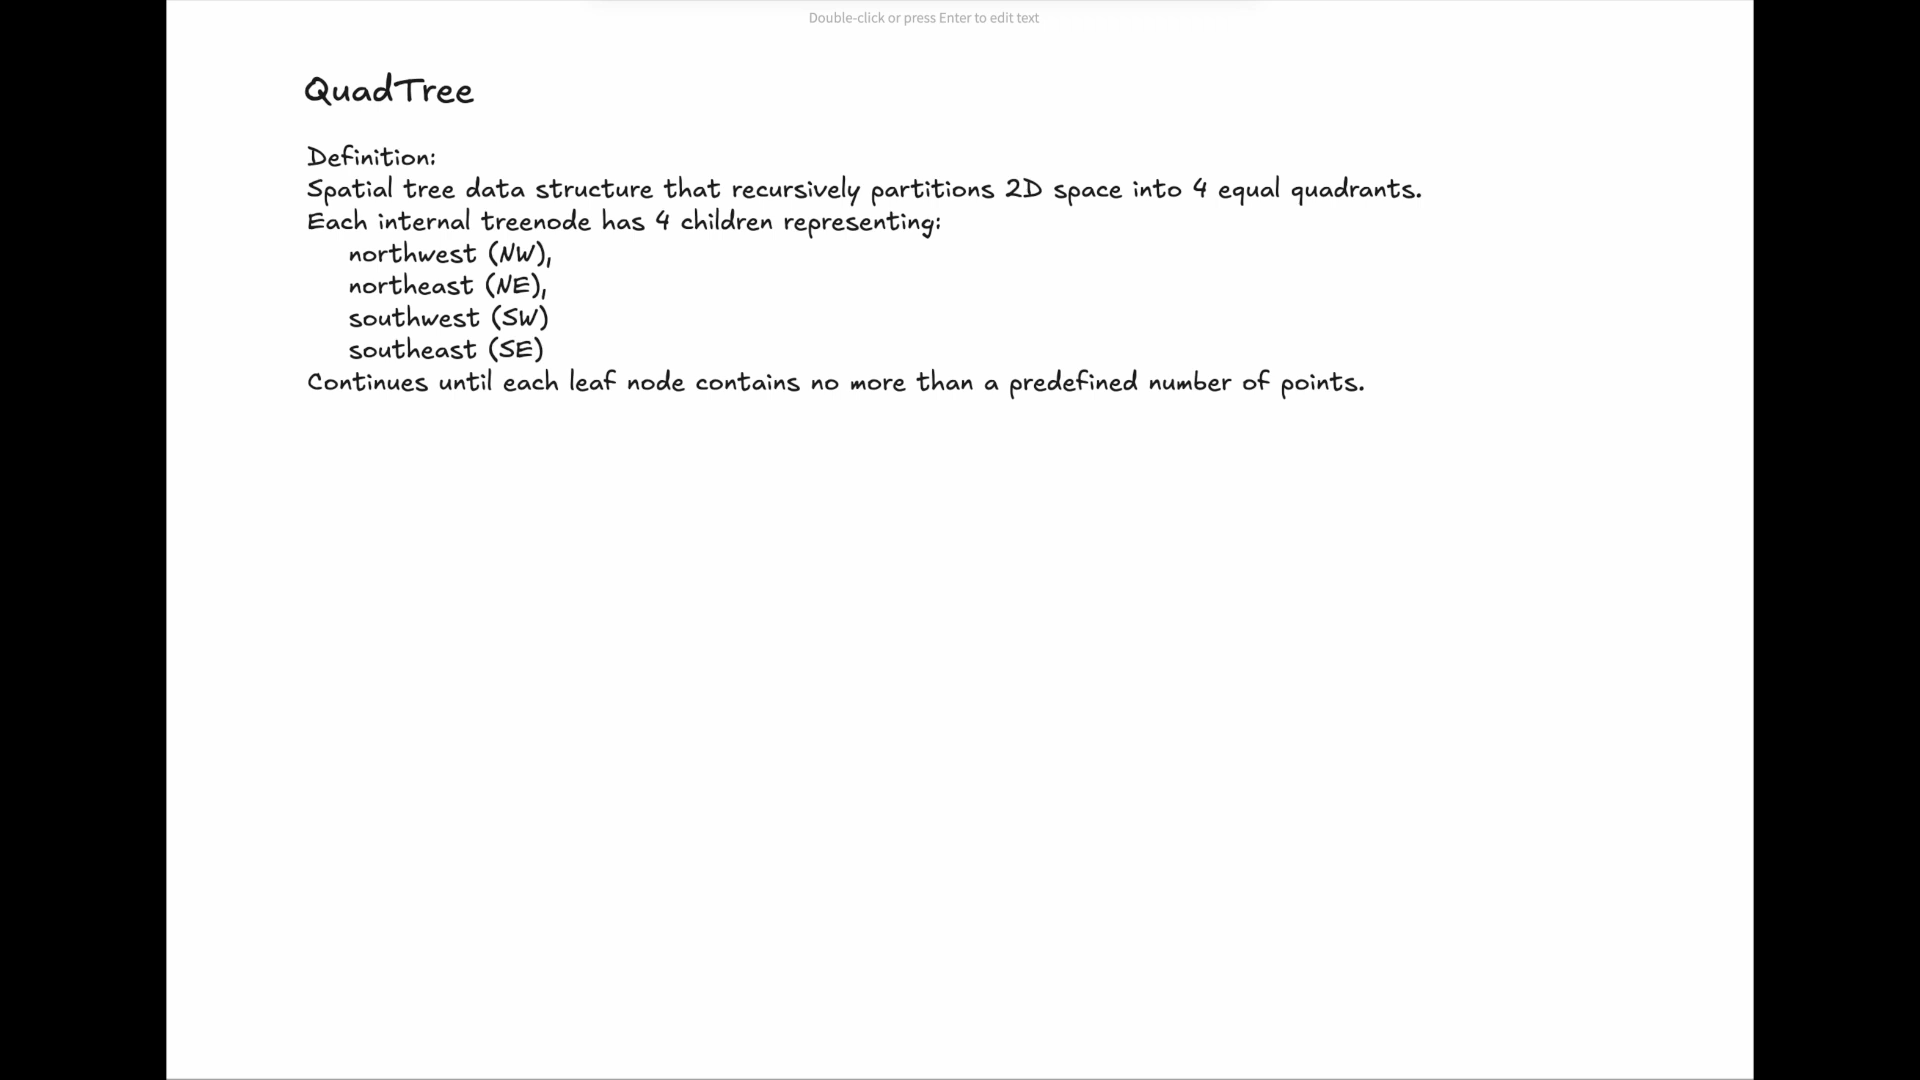 Double-click or press Enter to edit text
QuadTree
Definition:
Spatial tree data structure that recursively partitions 2D space into 4 equal quadrants.
Each internal treenode has 4 children representing:
northwest (NW),
northeast (NE),
southwest (SW)
southeast (SE)
Continues until each leaf node contains no more than a predefined number of points.